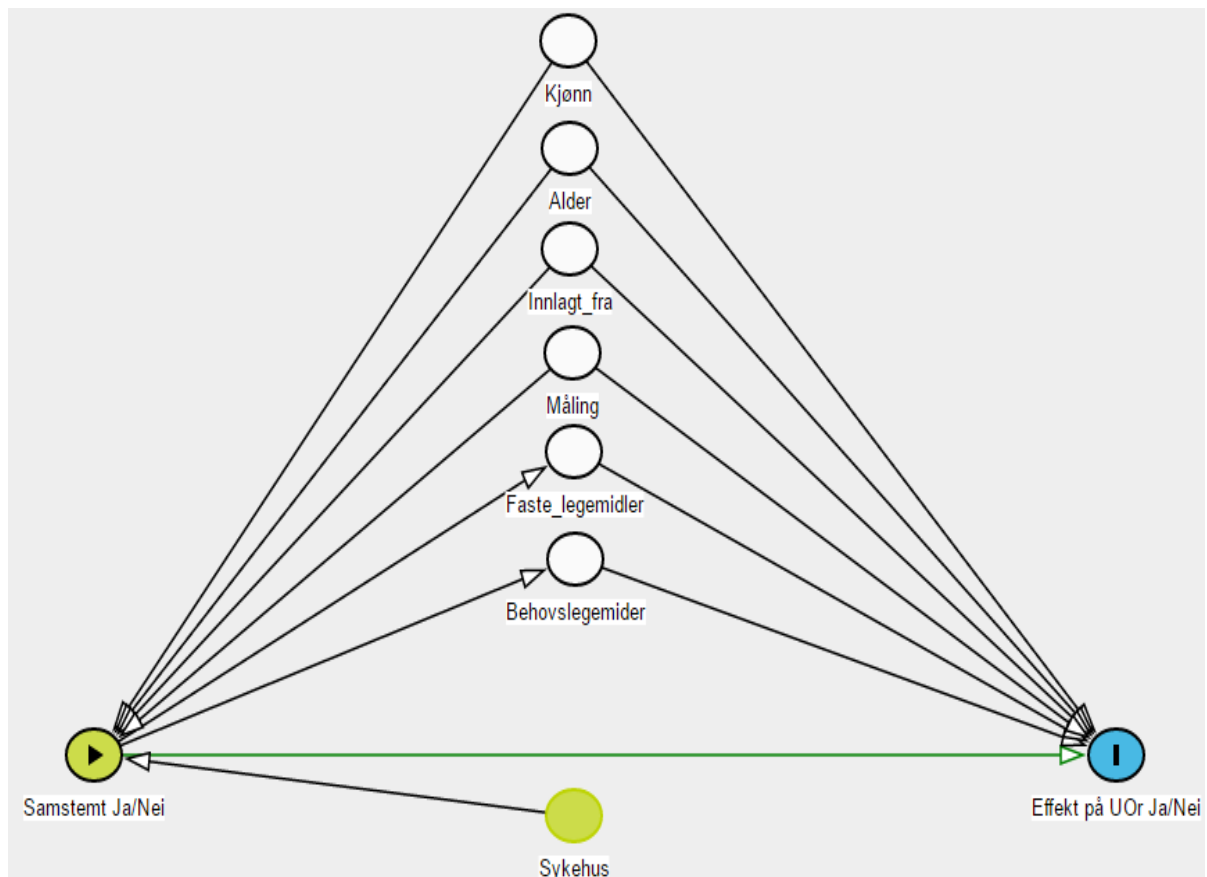 Kjønn
Alder
Innlagt_fra
Måling
Faste_legemidler
Behovslegemider
Samstemt Ja/Nei
Effekt på UOr Ja/Nei
Sykehus